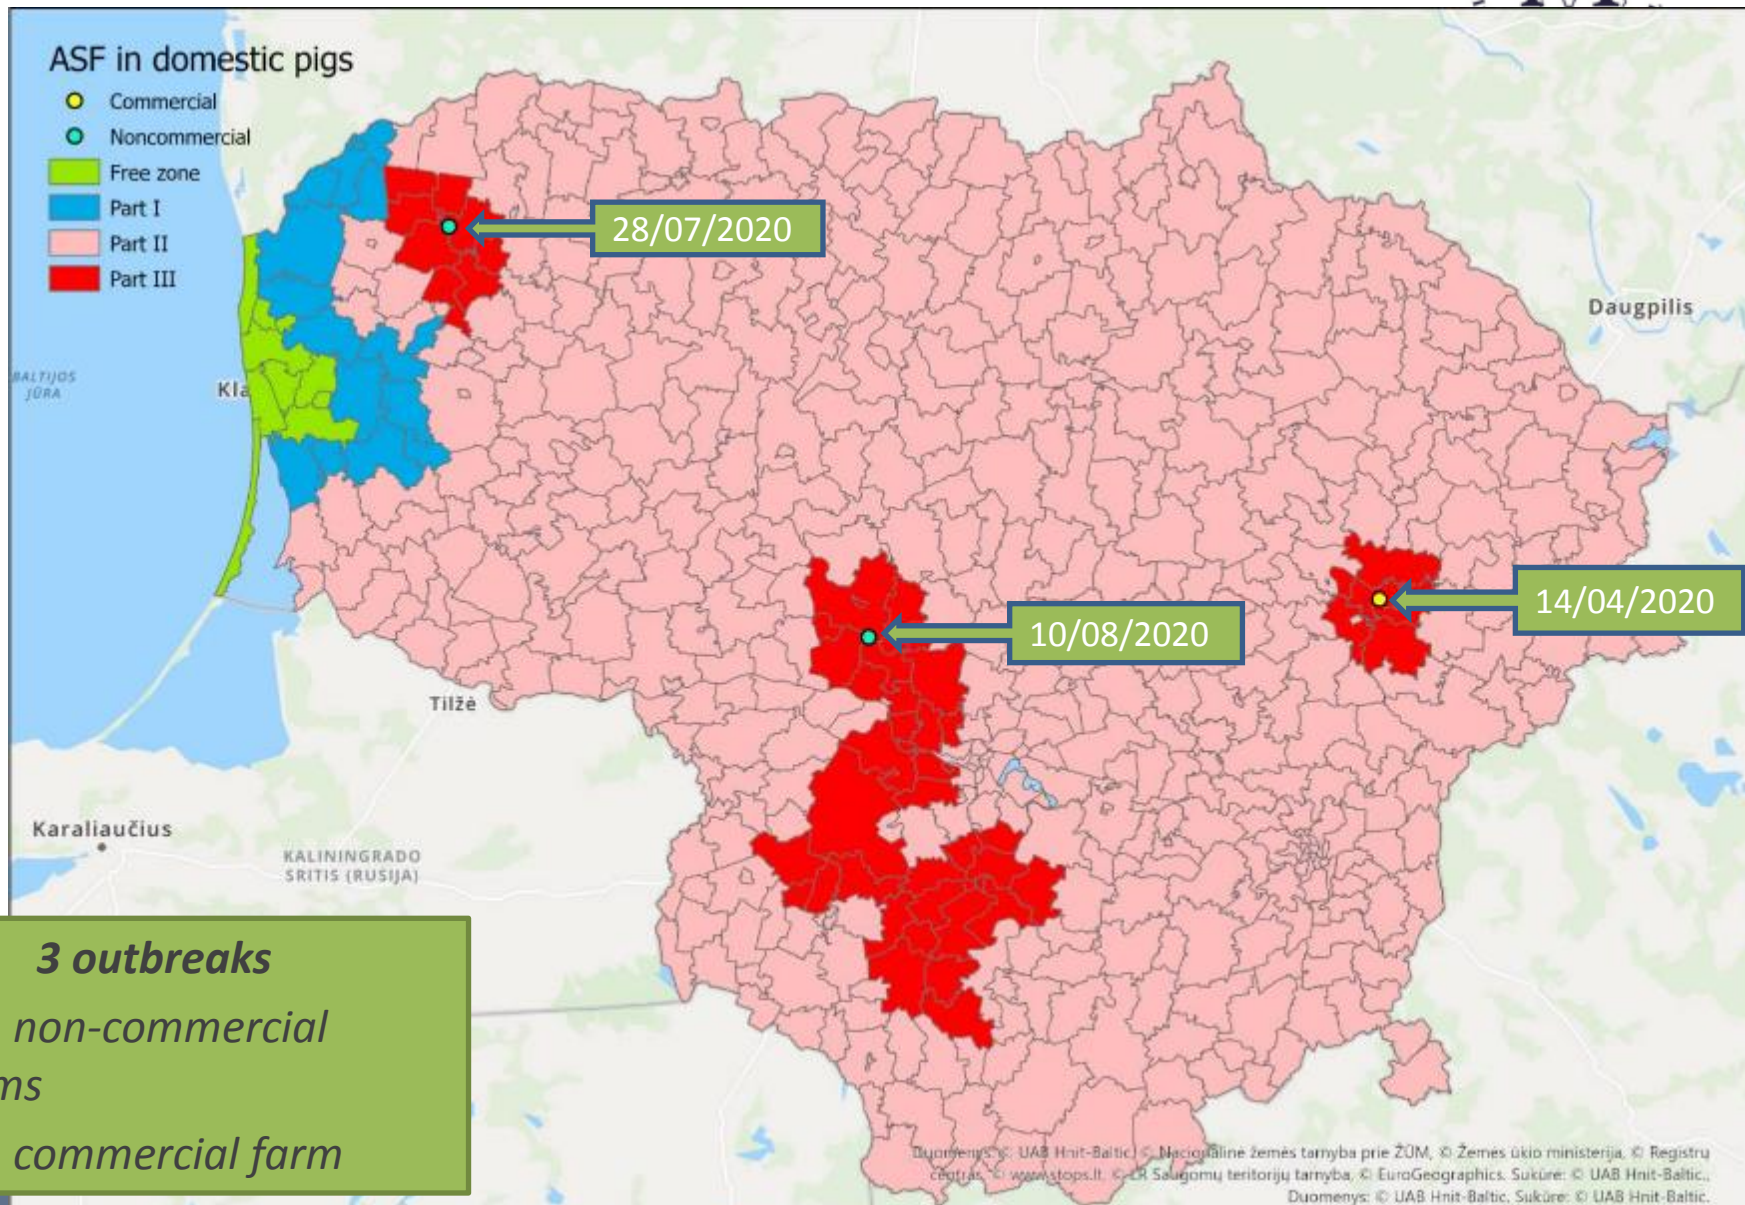 ASF in domestic pigs
Commercial
Noncommercial
Free zone
Part I
Part II
Part III
28/07/2020
Daugpilis
BALTIJOS
JŪRA
Kla
14/04/2020
10/08/2020
Tilžė
Karaliaučius
KALININGRADO
SRITIS (RUSIJA)
3 outbreaks
non-commercial
ms
commercial farm
Duomenys: © UAB Hnit-Baltic, © Nacionalinė žemės tarnyba prie ŽŪM, © Žemės ūkio ministerija, © Registrų
centras, © www.stops.lt, © LR Saugomų teritorijų tarnyba, © EuroGeographics. Sukūrė: © UAB Hnit-Baltic.,
Duomenys: © UAB Hnit-Baltic, Sukūrė: © UAB Hnit-Baltic.